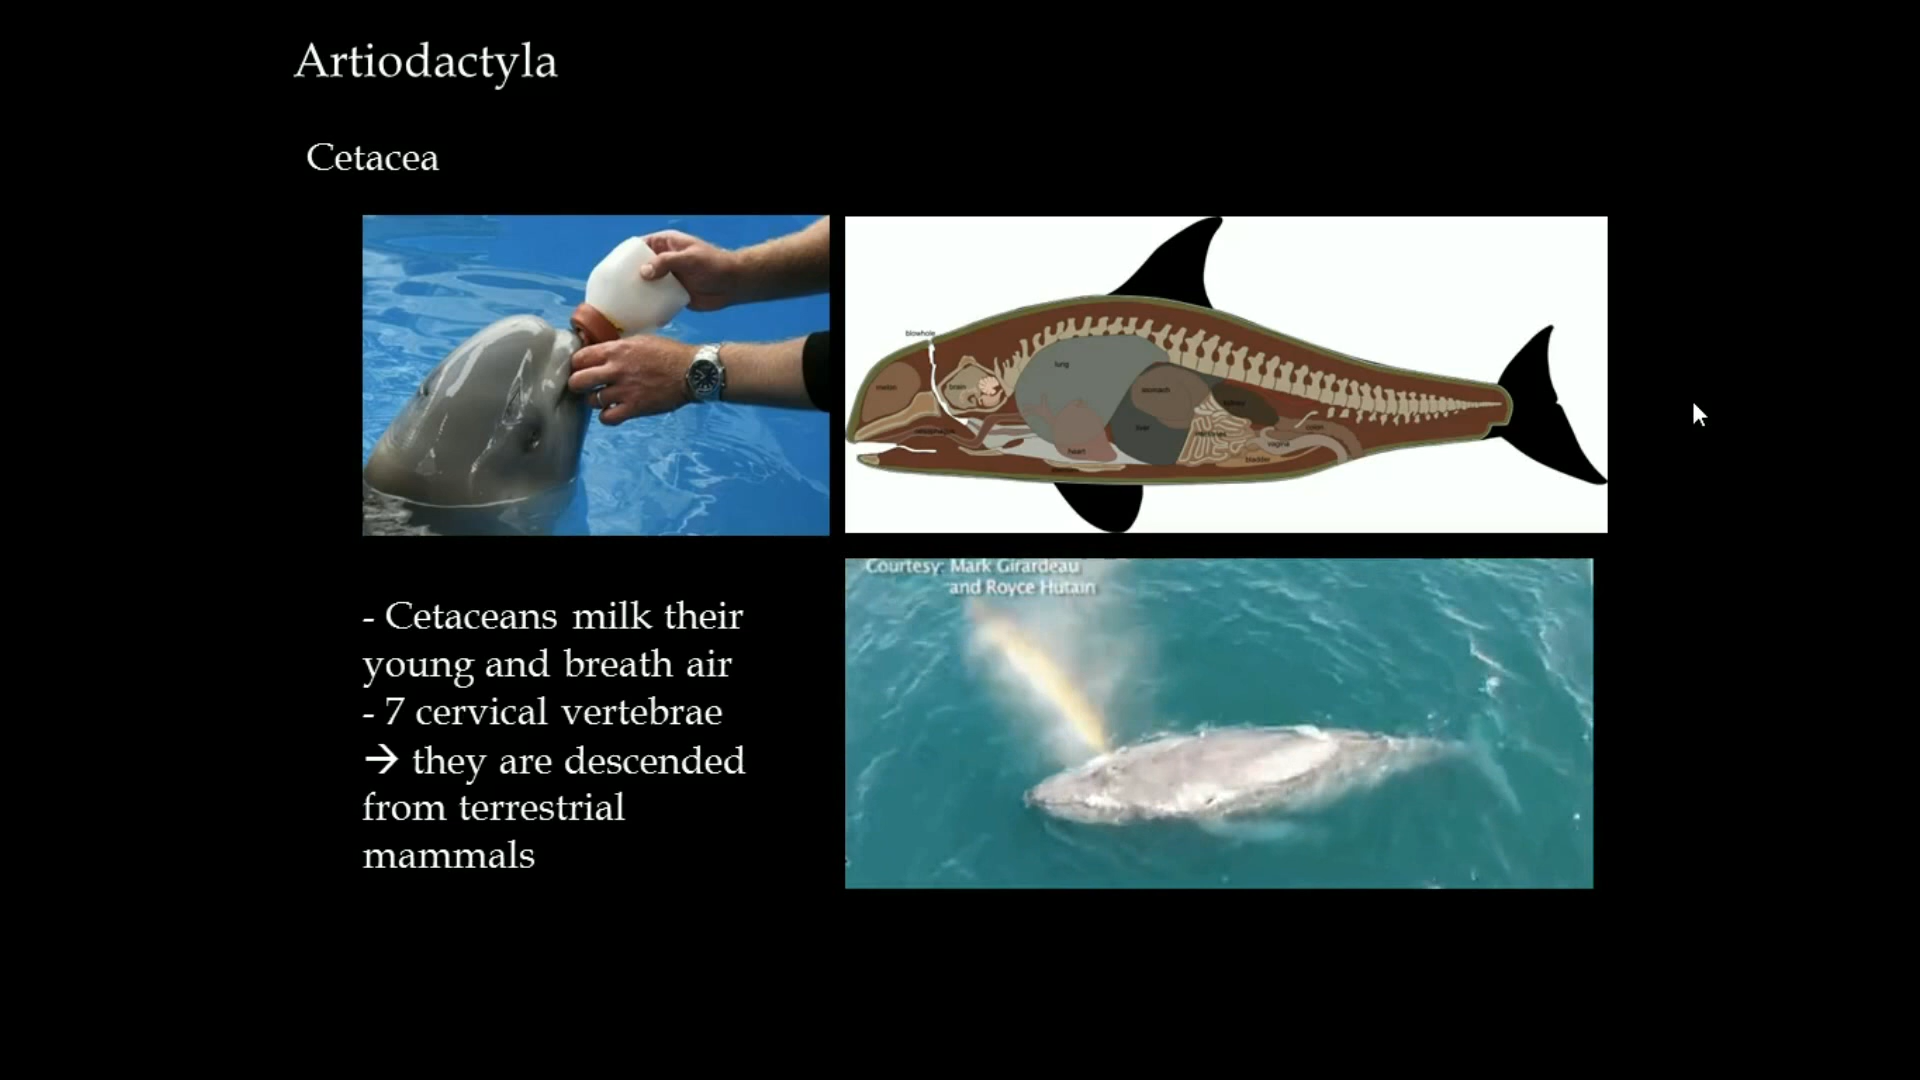 Artiodactyla
Cetacea
blowhole
melon
brain
lung
stomach
kidney
liver
heart
colon
vagina
bladder
Courtesy: Mark Girardeau
and Royce Hutain
- Cetaceans milk their
young and breath air
- 7 cervical vertebrae
→ they are descended
from terrestrial
mammals